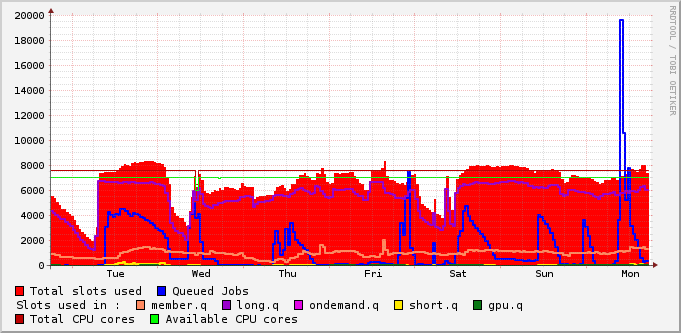 20000
18000
16000
14000
12000
10000
8000
6000
4000
2000
0
Tue Wed Thu Fri Sat Sun Mon
RRDTOOL / TOBI OETIKER
Total slots used Queued Jobs
Slots used in : member.q long.q ondemand.q short.q gpu.q
Total CPU cores Available CPU cores